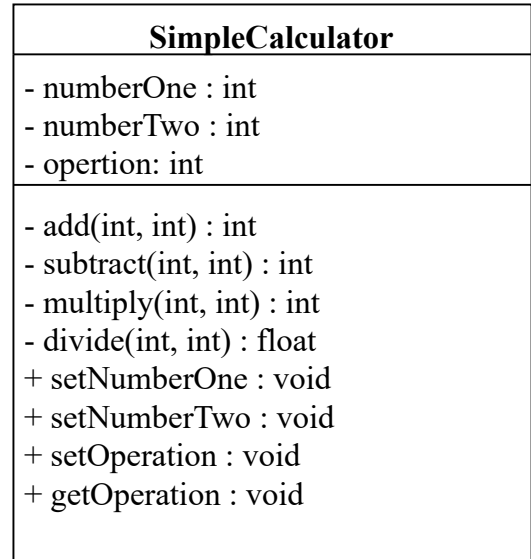 SimpleCalculator
- numberOne : int
- numberTwo : int
- opertion: int
- add(int, int) : int
- subtract(int, int) : int
- multiply(int, int) : int
- divide(int, int) : float
+ setNumberOne : void
+ setNumberTwo : void
+ setOperation : void
+ getOperation : void